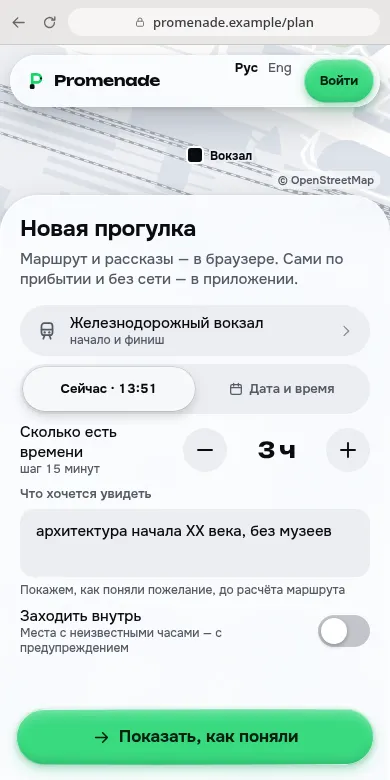 promenade.example/plan
Promenade
Рус Eng
Войти
Вокзал
© OpenStreetMap
Новая прогулка
Маршрут и рассказы — в браузере. Сами по
прибытии и без сети — в приложении.
Железнодорожный вокзал
начало и финиш
Сейчас · 13:51
Дата и время
Сколько есть
времени
шаг 15 минут
3 ч
Что хочется увидеть
архитектура начала XX века, без музеев
Покажем, как поняли пожелание, до расчёта маршрута
Заходить внутрь
Места с неизвестными часами — с
предупреждением
Показать, как поняли